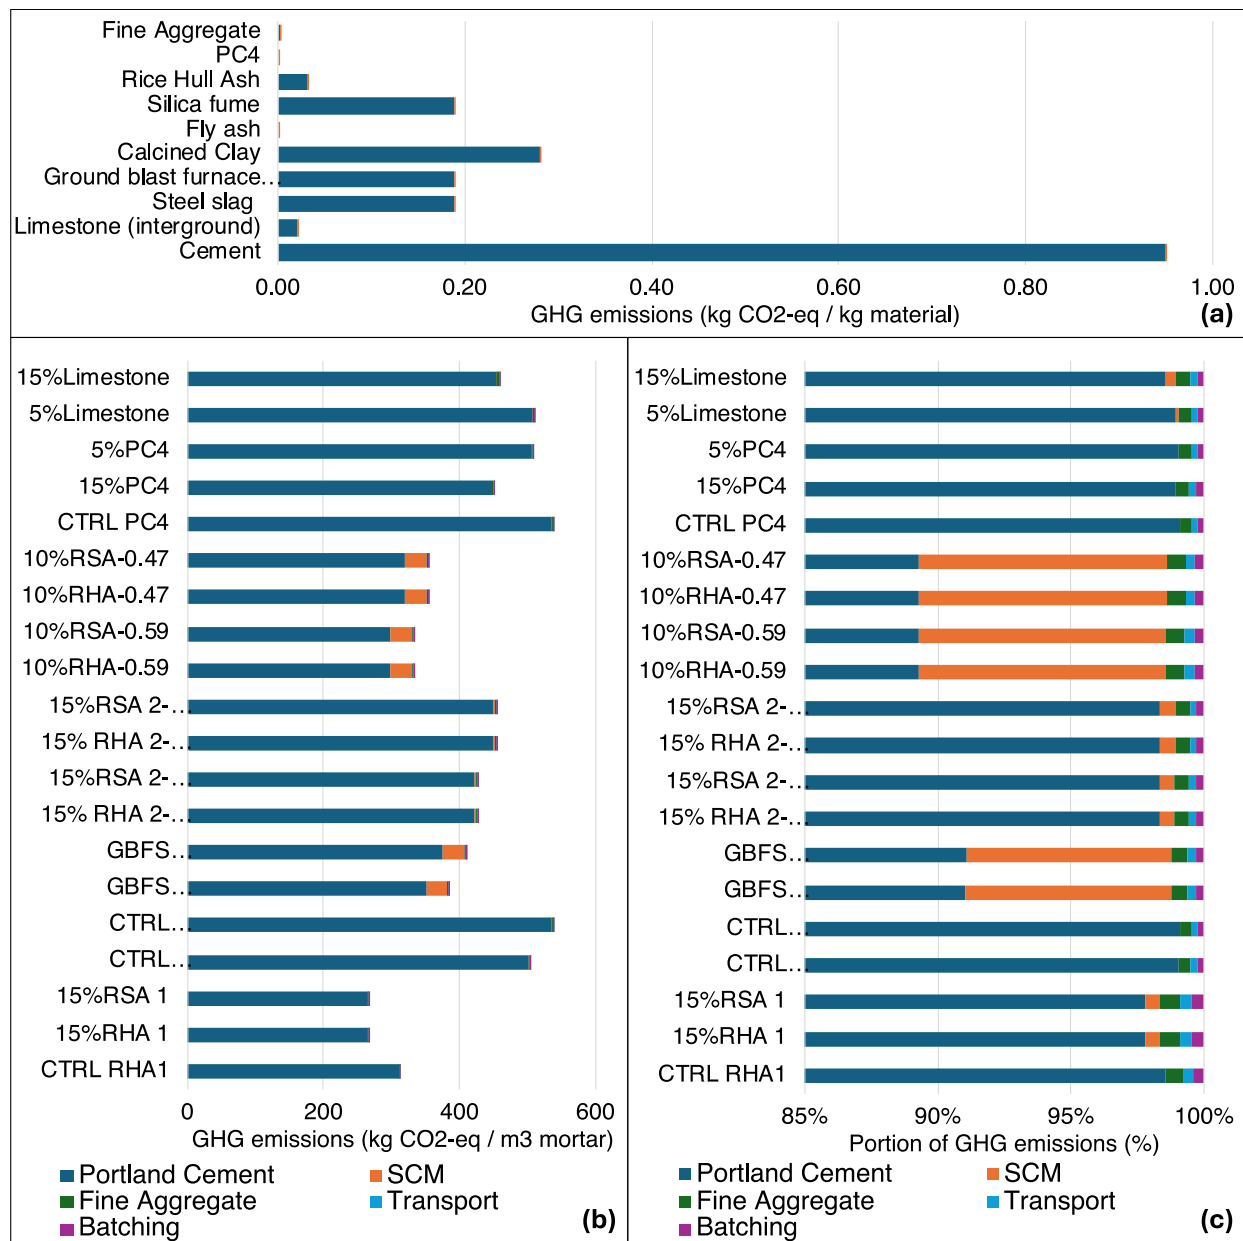 Fine Aggregate
PC4
Rice Hull Ash
Silica fume
Fly ash
Calcined Clay
Ground blast furnace...
Steel slag
Limestone (interground)
Cement
0.00 0.20 0.40 0.60 0.80 1.00
GHG emissions (kg CO2-eq / kg material)
(a)
15%Limestone
5%Limestone
5%PC4
15%PC4
CTRL PC4
10%RSA-0.47
10%RHA-0.47
10%RSA-0.59
10%RHA-0.59
15%RSA 2-...
15% RHA 2-...
15%RSA 2-...
15% RHA 2-...
GBFS...
GBFS...
CTRL...
CTRL...
15%RSA 1
15%RHA 1
CTRL RHA1
0 200 400 600
GHG emissions (kg CO2-eq / m3 mortar)
Portland Cement SCM
Fine Aggregate Transport
Batching
(b)
15%Limestone
5%Limestone
5%PC4
15%PC4
CTRL PC4
10%RSA-0.47
10%RHA-0.47
10%RSA-0.59
10%RHA-0.59
15%RSA 2-...
15% RHA 2-...
15%RSA 2-...
15% RHA 2-...
GBFS...
GBFS...
CTRL...
CTRL...
15%RSA 1
15%RHA 1
CTRL RHA1
85% 90% 95% 100%
Portion of GHG emissions (%)
Portland Cement SCM
Fine Aggregate Transport
Batching
(c)